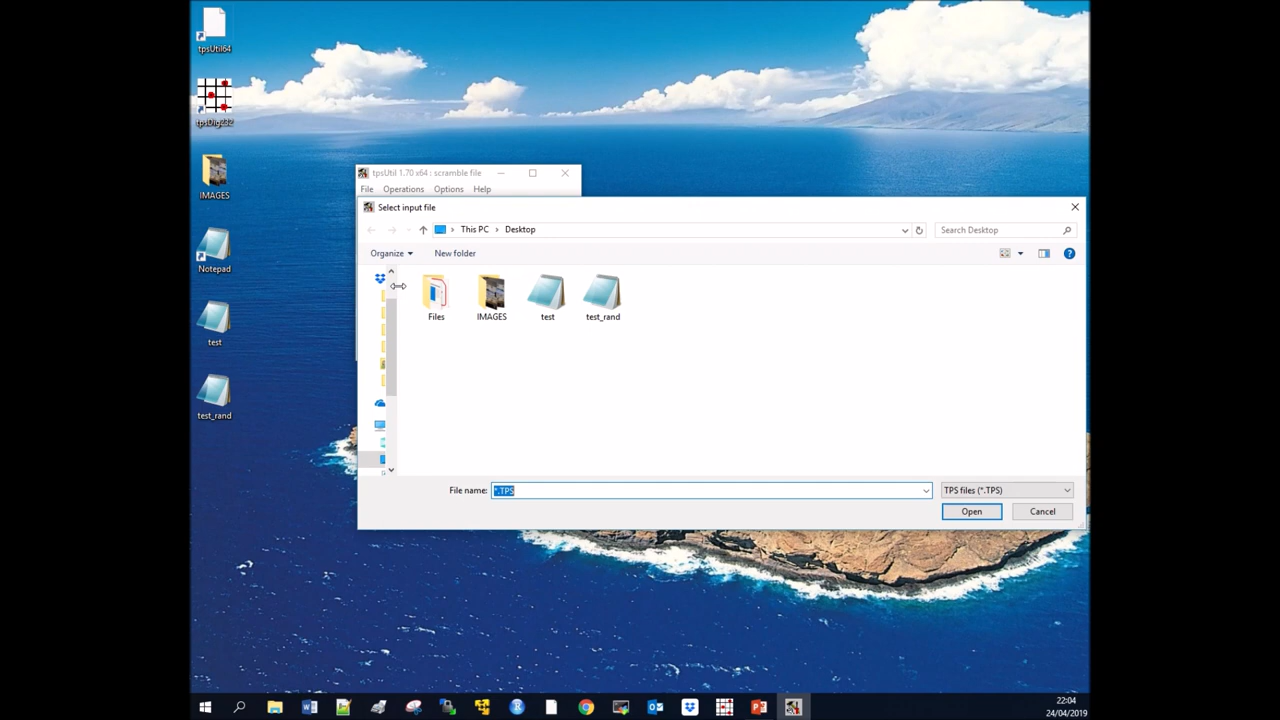 tpsUtil64
tpsDig232
IMAGES
Notepad
test
test_rand
tpsUtil 1.70 x64 : scramble file
File Operations Options Help
Select input file
This PC > Desktop
Search Desktop
Organize New folder
Files IMAGES test test_rand
File name: *.TPS
TPS files (*.TPS)
Open Cancel
22:04
24/04/2019